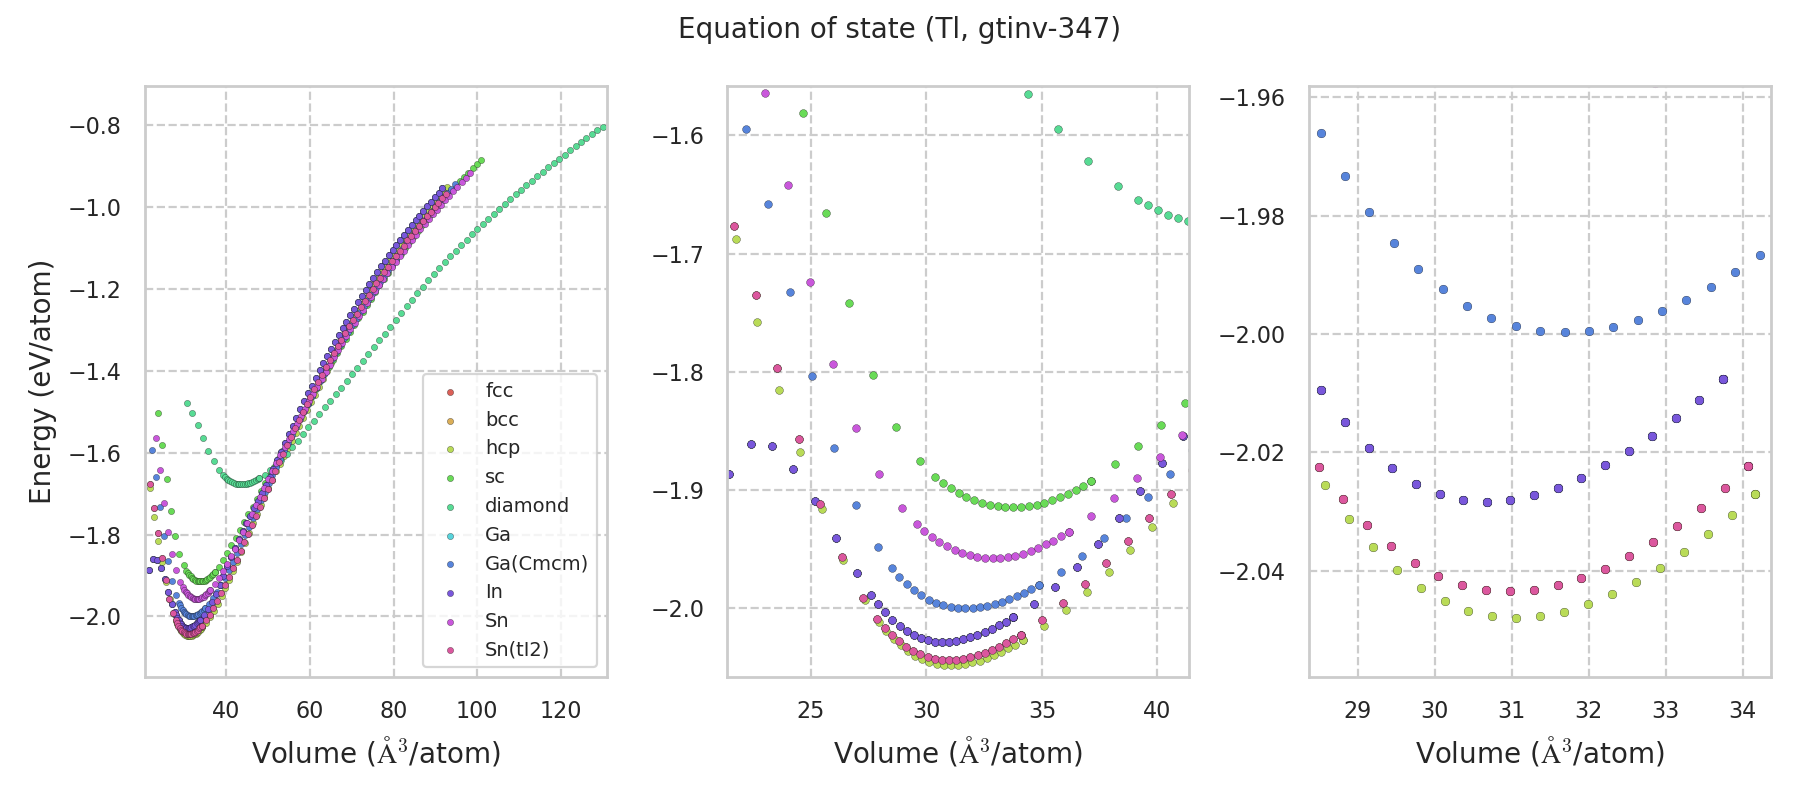 Equation of state (Tl, gtinv-347)
Energy (eV/atom)
−0.8
−1.0
−1.2
−1.4
−1.6
−1.8
−2.0
40 60 80 100 120
Volume (Å³/atom)
fcc
bcc
hcp
sc
diamond
Ga
Ga(Cmcm)
In
Sn
Sn(tI2)
−1.6
−1.7
−1.8
−1.9
−2.0
25 30 35 40
Volume (Å³/atom)
−1.96
−1.98
−2.00
−2.02
−2.04
29 30 31 32 33 34
Volume (Å³/atom)